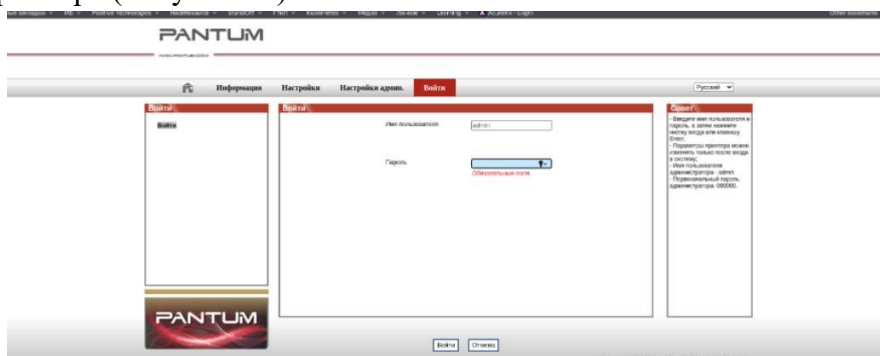 PANTUM
Информация Настройки Настройки админ. Войти Русский
Войти
Войти
Войти
Имя пользователя admin
Пароль
Обязательные поля
Совет
- Введите имя пользователя и
пароль, а затем нажмите
кнопку входа или клавишу
Enter;
- Параметры принтера можно
изменять только после входа
в систему;
- Имя пользователя
администратора - admin
- Первоначальный пароль
администратора: 000000.
PANTUM
Войти Отмена